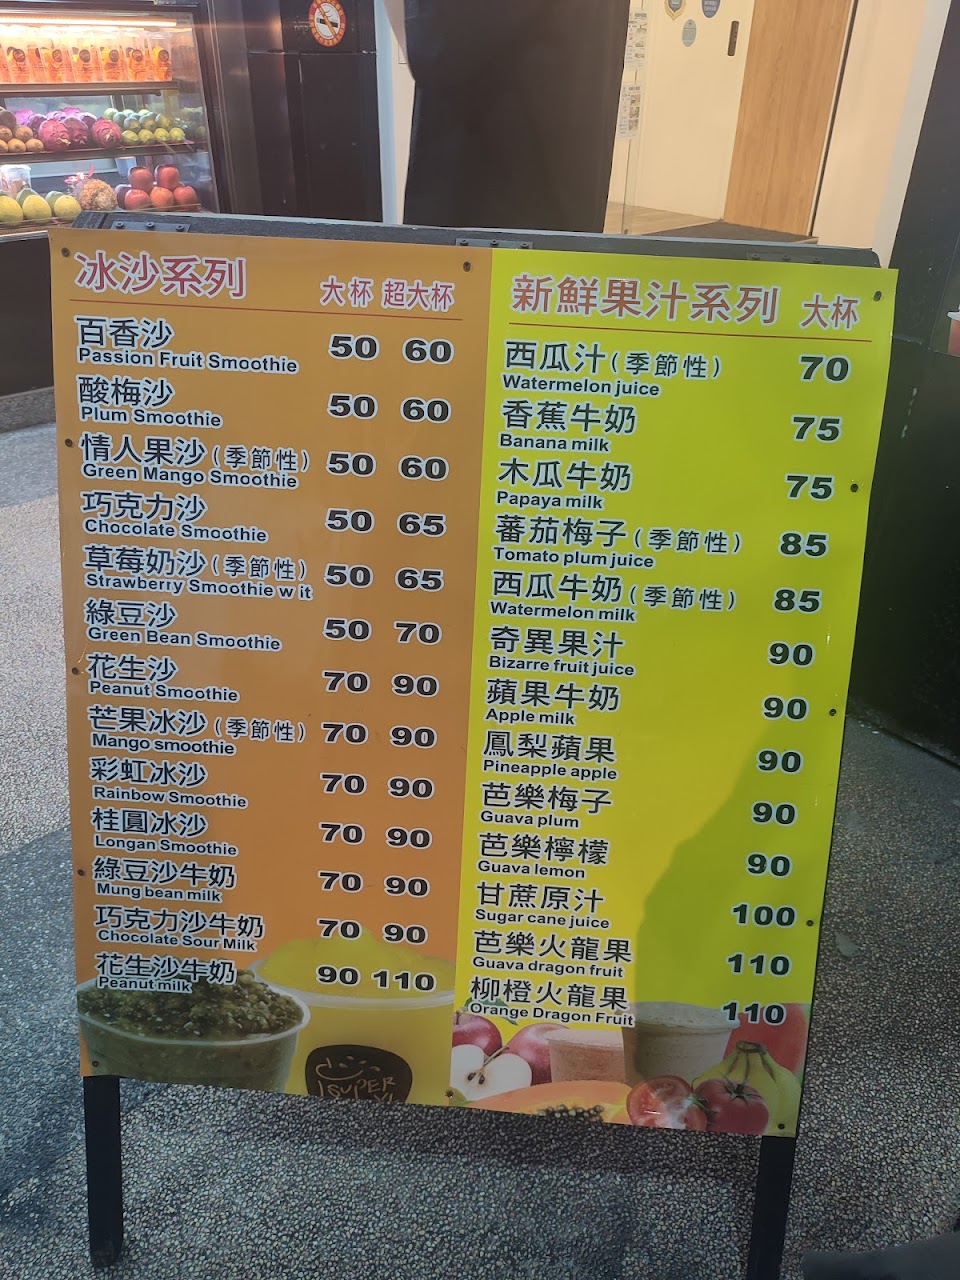 冰沙系列 大杯 超大杯
百香沙 50 60
Passion Fruit Smoothie
酸梅沙 50 60
Plum Smoothie
情人果沙(季節性) 50 60
Green Mango Smoothie
巧克力沙 50 65
Chocolate Smoothie
草莓奶沙(季節性) 50 65
Strawberry Smoothie w it
綠豆沙 50 70
Green Bean Smoothie
花生沙 70 90
Peanut Smoothie
芒果冰沙(季節性) 70 90
Mango smoothie
彩虹冰沙 70 90
Rainbow Smoothie
桂圓冰沙 70 90
Longan Smoothie
綠豆沙牛奶 70 90
Mung bean milk
巧克力沙牛奶 70 90
Chocolate Sour Milk
花生沙牛奶 90 110
Peanut milk
SUPER
新鮮果汁系列 大杯
西瓜汁(季節性) 70
Watermelon juice
香蕉牛奶 75
Banana milk
木瓜牛奶 75
Papaya milk
蕃茄梅子(季節性) 85
Tomato plum juice
西瓜牛奶(季節性) 85
Watermelon milk
奇異果汁 90
Bizarre fruit juice
蘋果牛奶 90
Apple milk
鳳梨蘋果 90
Pineapple apple
芭樂梅子 90
Guava plum
芭樂檸檬 90
Guava lemon
甘蔗原汁 100
Sugar cane juice
芭樂火龍果 110
Guava dragon fruit
柳橙火龍果 110
Orange Dragon Fruit